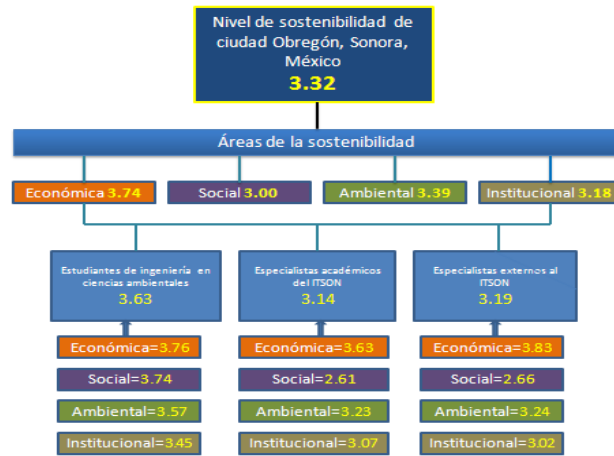 Nivel de sostenibilidad de
ciudad Obregón, Sonora,
México
3.32
Áreas de la sostenibilidad
Económica 3.74
Social 3.00
Ambiental 3.39
Institucional 3.18
Estudiantes de ingeniería en
ciencias ambientales
3.63
Económica=3.76
Social=3.74
Ambiental=3.57
Institucional=3.45
Especialistas académicos
del ITSON
3.14
Económica=3.63
Social=2.61
Ambiental=3.23
Institucional=3.07
Especialistas externos al
ITSON
3.19
Económica=3.83
Social=2.66
Ambiental=3.24
Institucional=3.02